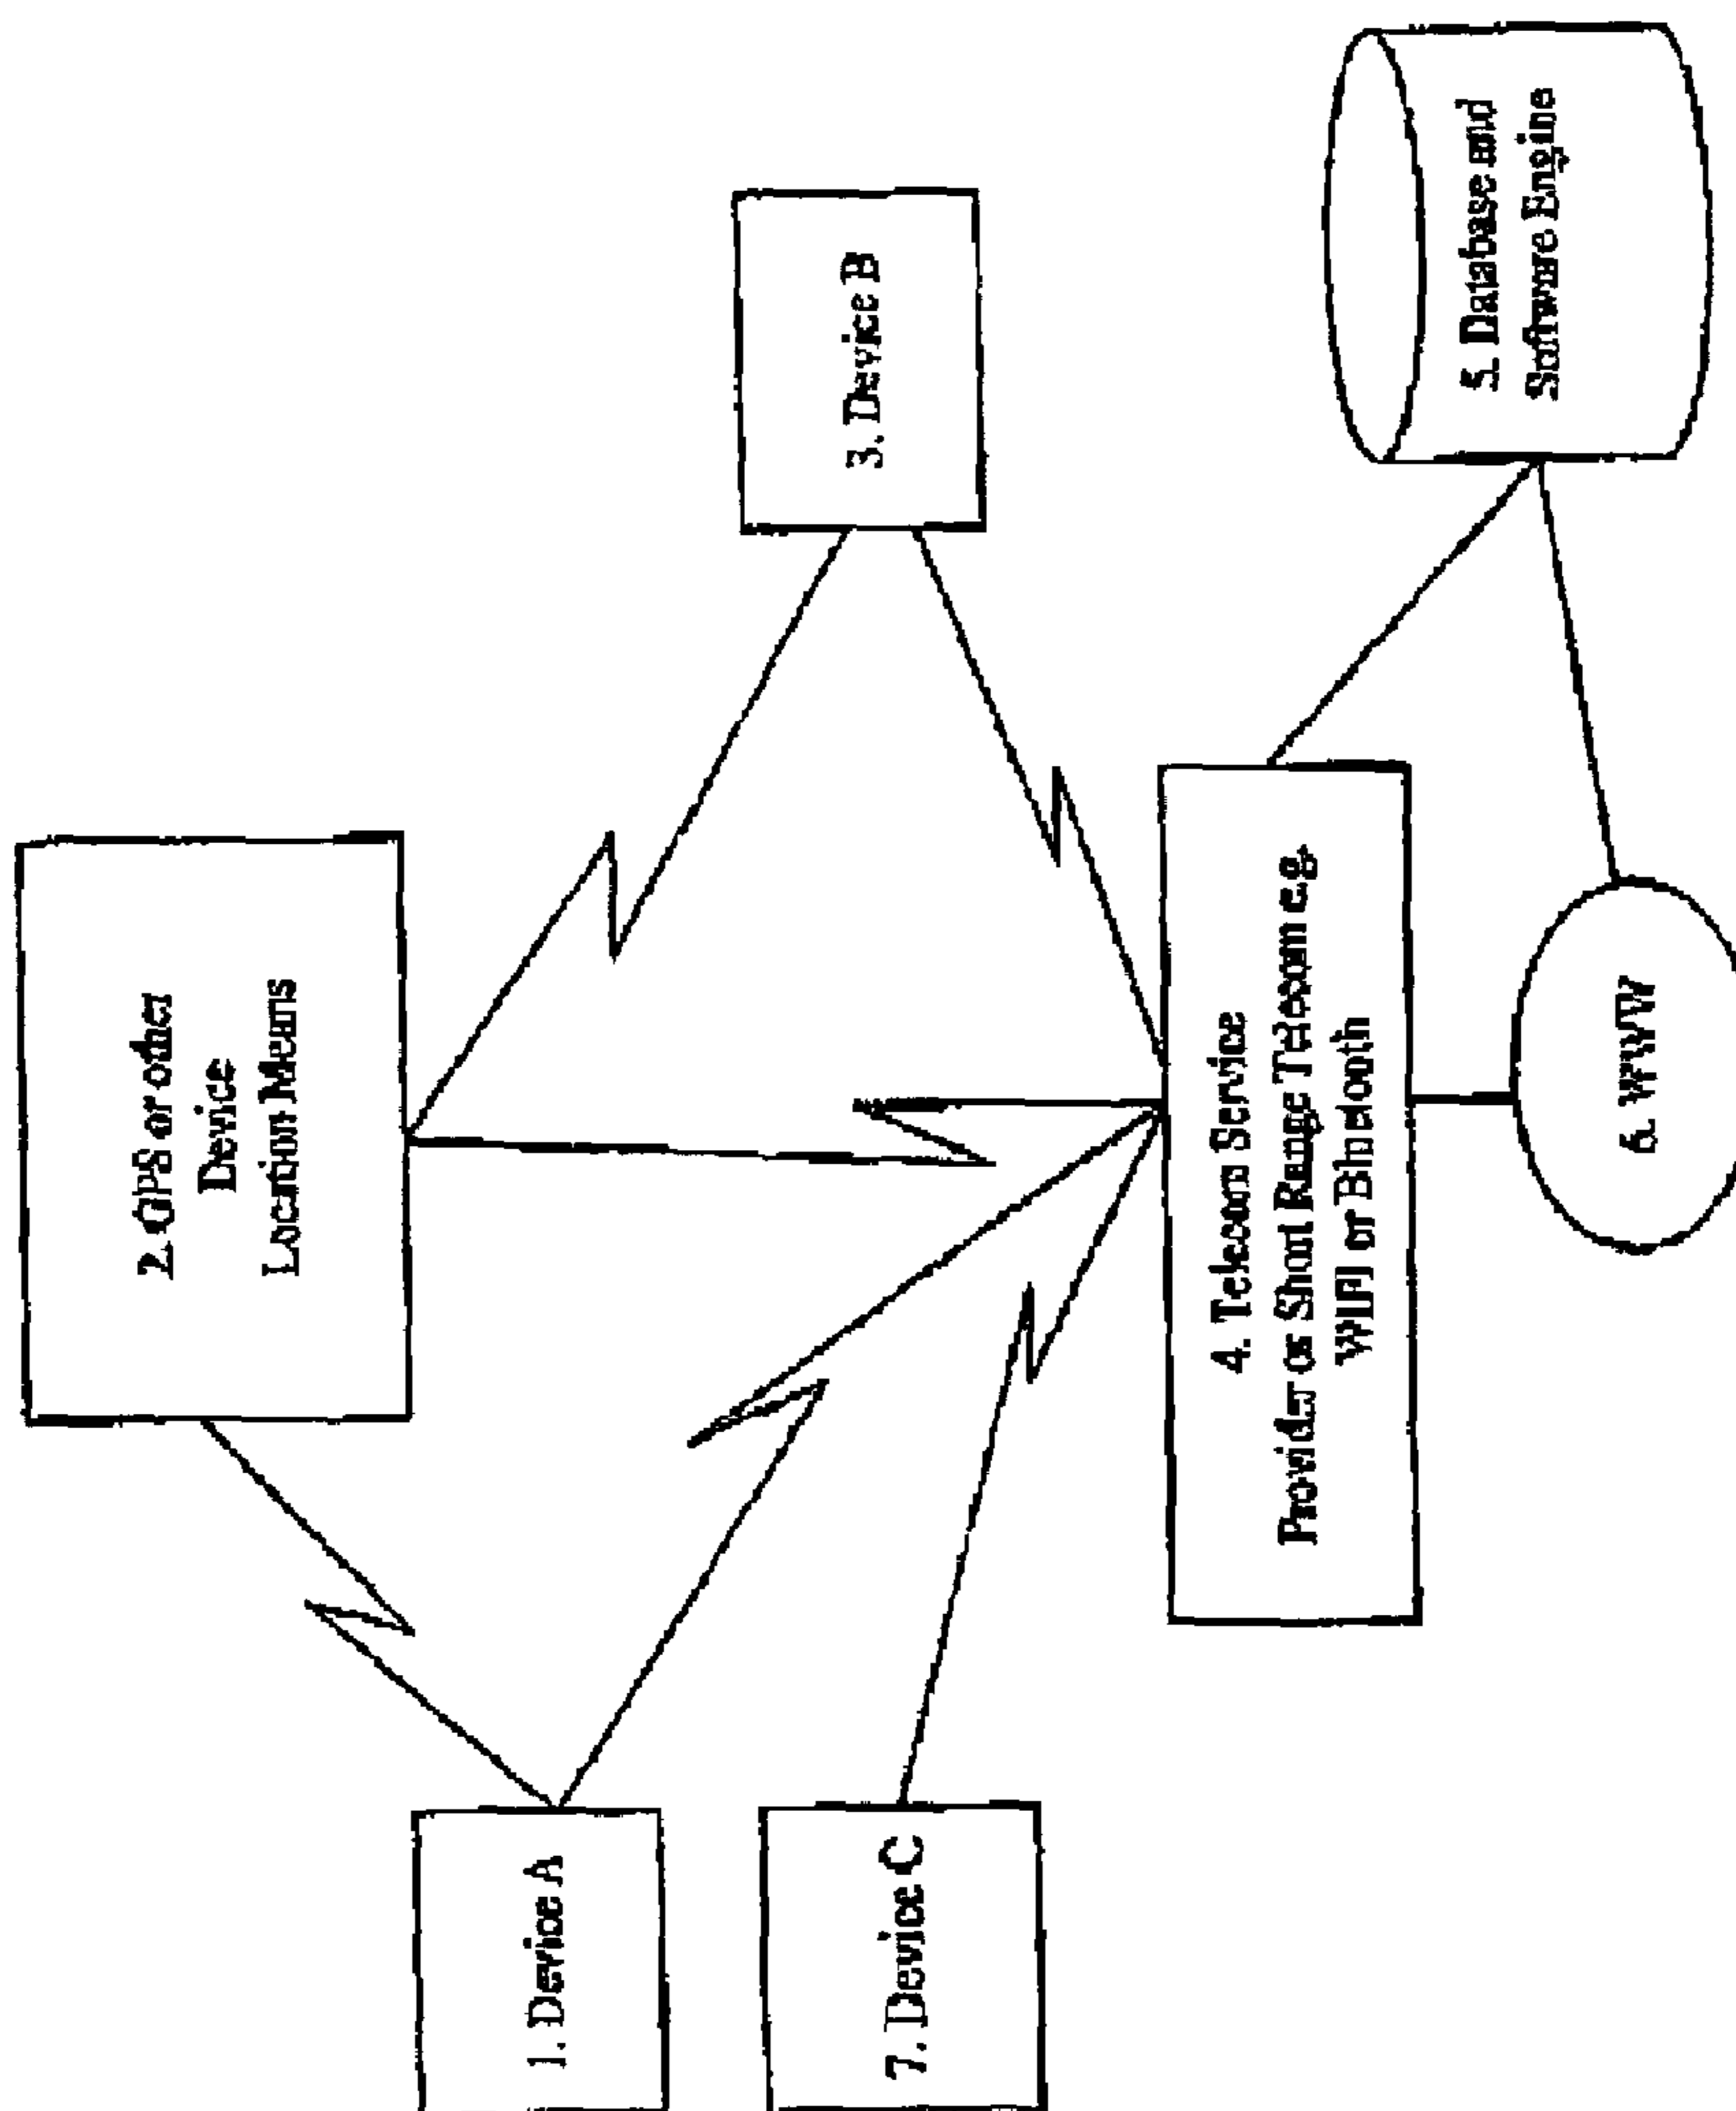 2. GPS or other
Device
Location Means
1. Device A
3. Device B
7. Device C
4. Telecom Service
Provider or Short Range Telecom e.g.
WIFI or Bluetooth
5. Database and
Software Engine
6. WWW